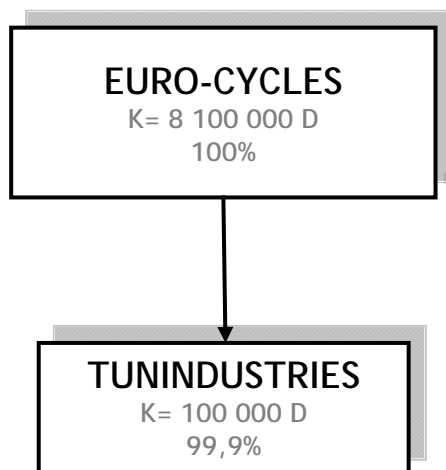 EURO-CYCLES
K= 8 100 000 D
100%
TUNINDUSTRIES
K= 100 000 D
99,9%